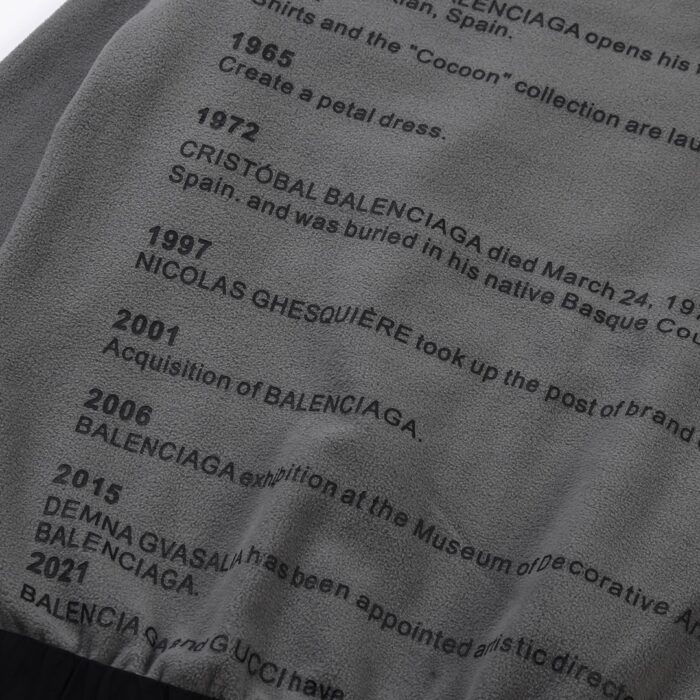 BALENCIAGA opens his
Spain.
Shirts and the "Cocoon" collection are
1965
Create a petal dress.
1972
CRISTÓBAL BALENCIAGA died March 24,
Spain. and was buried in his native Basque
1997
NICOLAS GHESQUIÈRE took up the post of brand
2001
Acquisition of BALENCIAGA.
2006
BALENCIAGA exhibition at the Museum of Decorative
2015
DEMNA GVASALIA has been appointed artistic
BALENCIAGA.
2021
BALENCIAGA and GUCCI have